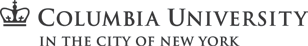 COLUMBIA UNIVERSITY
IN THE CITY OF NEW YORK